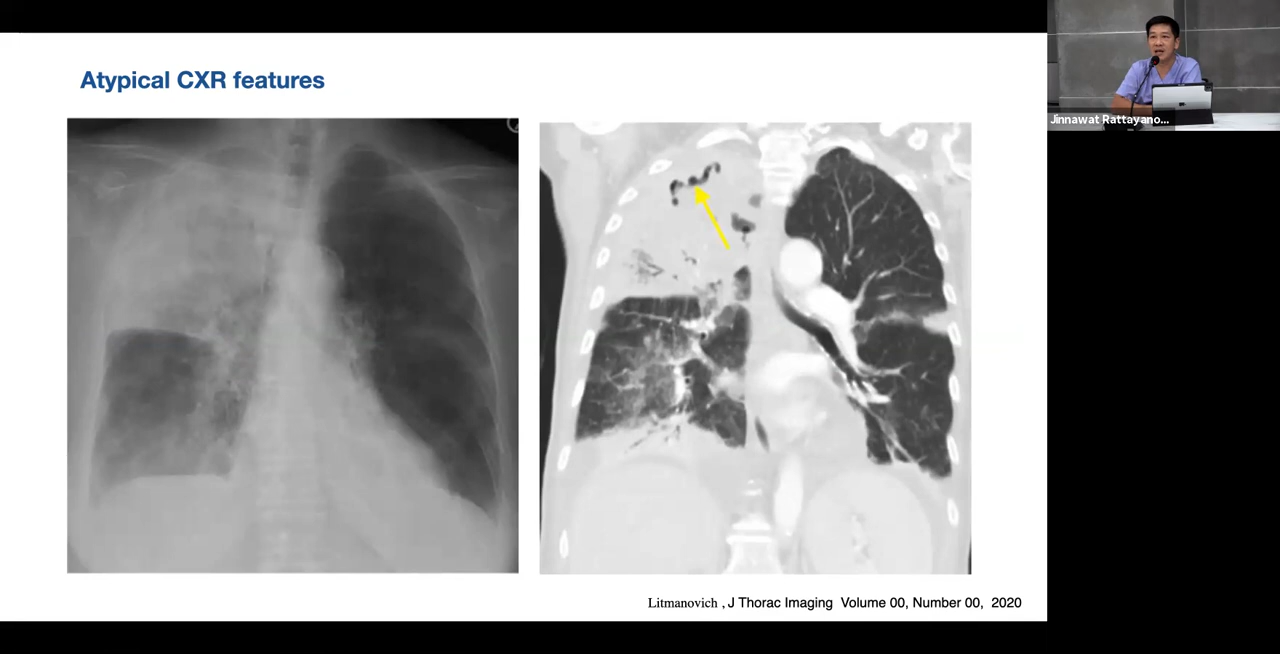 Atypical CXR features
Jinnawat Rattayano...
Litmanovich , J Thorac Imaging Volume 00, Number 00, 2020